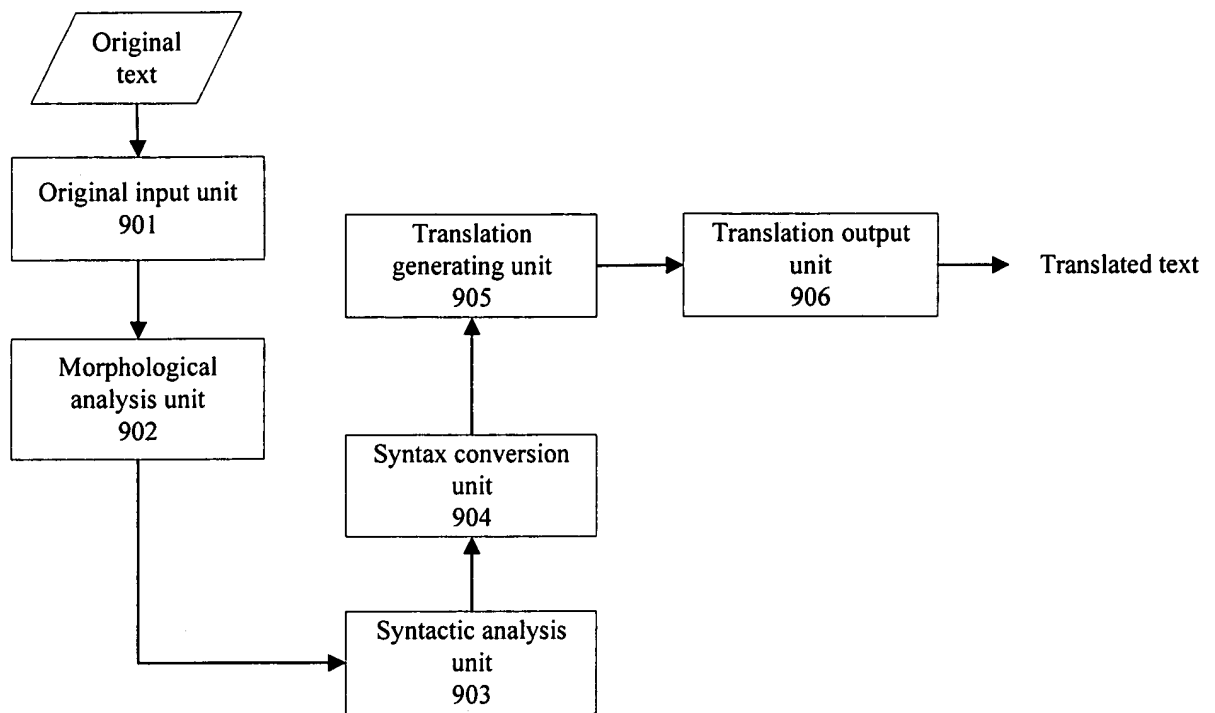 Original
text
Original input unit
901
Morphological
analysis unit
902
Syntactic analysis
unit
903
Syntax conversion
unit
904
Translation
generating unit
905
Translation output
unit
906
Translated text